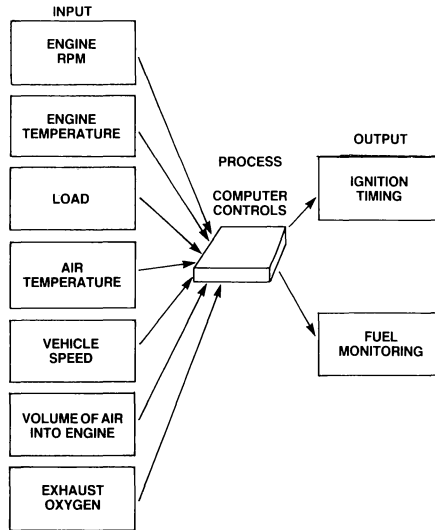 INPUT
ENGINE
RPM
ENGINE
TEMPERATURE
LOAD
AIR
TEMPERATURE
VEHICLE
SPEED
VOLUME OF AIR
INTO ENGINE
EXHAUST
OXYGEN
PROCESS
COMPUTER
CONTROLS
OUTPUT
IGNITION
TIMING
FUEL
MONITORING